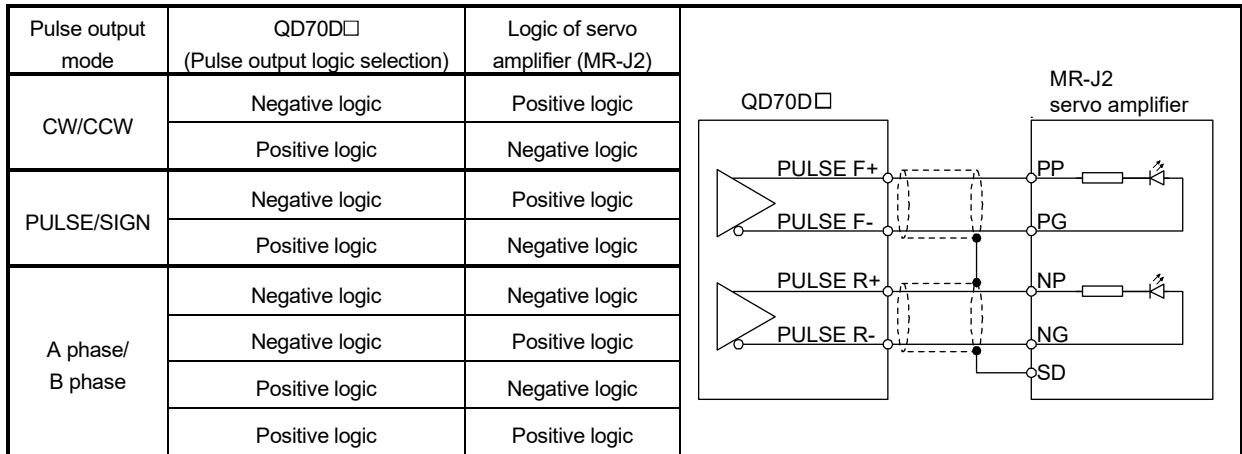 Pulse output mode
QD70D□ (Pulse output logic selection)
Logic of servo amplifier (MR-J2)
CW/CCW
Negative logic
Positive logic
Positive logic
Negative logic
PULSE/SIGN
Negative logic
Positive logic
Positive logic
Negative logic
A phase/
B phase
Negative logic
Negative logic
Negative logic
Positive logic
Positive logic
Negative logic
Positive logic
Positive logic
QD70D□
MR-J2
servo amplifier
PULSE F+
PP
PULSE F-
PG
PULSE R+
NP
PULSE R-
NG
SD